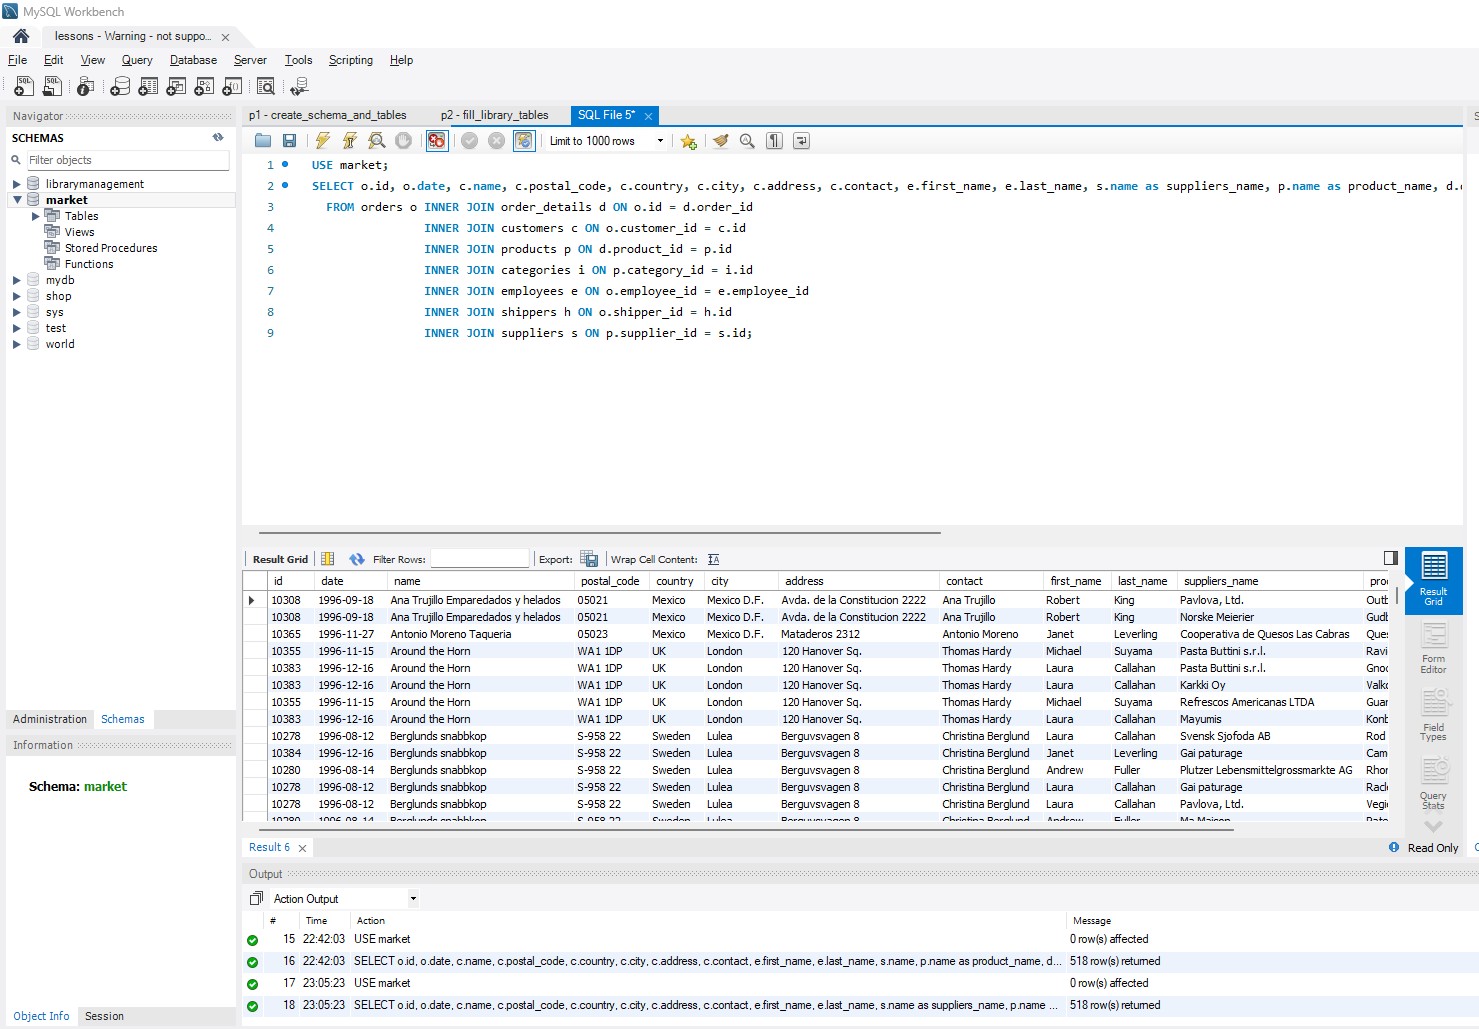 MySQL Workbench
lessons - Warning - not suppo...
File Edit View Query Database Server Tools Scripting Help
Navigator
SCHEMAS
Filter objects
librarymanagement
market
Tables
Views
Stored Procedures
Functions
mydb
shop
sys
test
world
Administration Schemas
Information
Schema: market
Object Info Session
p1 - create_schema_and_tables p2 - fill_library_tables SQL File 5*
Limit to 1000 rows
1 USE market;
2 SELECT o.id, o.date, c.name, c.postal_code, c.country, c.city, c.address, c.contact, e.first_name, e.last_name, s.name as suppliers_name, p.name as product_name, d.
3 FROM orders o INNER JOIN order_details d ON o.id = d.order_id
4 INNER JOIN customers c ON o.customer_id = c.id
5 INNER JOIN products p ON d.product_id = p.id
6 INNER JOIN categories i ON p.category_id = i.id
7 INNER JOIN employees e ON o.employee_id = e.employee_id
8 INNER JOIN shippers h ON o.shipper_id = h.id
9 INNER JOIN suppliers s ON p.supplier_id = s.id;
Result Grid Filter Rows: Export: Wrap Cell Content:
id date name postal_code country city address contact first_name last_name suppliers_name
10308 1996-09-18 Ana Trujillo Emparedados y helados 05021 Mexico Mexico D.F. Avda. de la Constitucion 2222 Ana Trujillo Robert King Pavlova, Ltd. Outb
10308 1996-09-18 Ana Trujillo Emparedados y helados 05021 Mexico Mexico D.F. Avda. de la Constitucion 2222 Ana Trujillo Robert King Norske Meierier Gudb
10365 1996-11-27 Antonio Moreno Taqueria 05023 Mexico Mexico D.F. Mataderos 2312 Antonio Moreno Janet Leverling Cooperativa de Quesos Las Cabras Ques
10355 1996-11-15 Around the Horn WA1 1DP UK London 120 Hanover Sq. Thomas Hardy Michael Suyama Pasta Buttini s.r.l. Ravi
10383 1996-12-16 Around the Horn WA1 1DP UK London 120 Hanover Sq. Thomas Hardy Laura Callahan Pasta Buttini s.r.l. Gnoc
10383 1996-12-16 Around the Horn WA1 1DP UK London 120 Hanover Sq. Thomas Hardy Laura Callahan Karkki Oy Valko
10355 1996-11-15 Around the Horn WA1 1DP UK London 120 Hanover Sq. Thomas Hardy Michael Suyama Refrescos Americanas LTDA Guar
10383 1996-12-16 Around the Horn WA1 1DP UK London 120 Hanover Sq. Thomas Hardy Laura Callahan Mayumis Konb
10278 1996-08-12 Berglunds snabbkop S-958 22 Sweden Lulea Berguvsvagen 8 Christina Berglund Laura Callahan Svensk Sjofoda AB Rod
10384 1996-12-16 Berglunds snabbkop S-958 22 Sweden Lulea Berguvsvagen 8 Christina Berglund Janet Leverling Gai paturage Cam
10280 1996-08-14 Berglunds snabbkop S-958 22 Sweden Lulea Berguvsvagen 8 Christina Berglund Andrew Fuller Plutzer Lebensmittelgrossmarkte AG Rhor
10278 1996-08-12 Berglunds snabbkop S-958 22 Sweden Lulea Berguvsvagen 8 Christina Berglund Laura Callahan Gai paturage Racl
10278 1996-08-12 Berglunds snabbkop S-958 22 Sweden Lulea Berguvsvagen 8 Christina Berglund Laura Callahan Pavlova, Ltd. Vegi
10280 1996-08-14 Berglunds snabbkop S-958 22 Sweden Lulea Berguvsvagen 8 Christina Berglund Andrew Fuller Ma Maison Pate
Result Grid
Form Editor
Field Types
Query Stats
Result 6
Read Only
Output
Action Output
# Time Action Message
15 22:42:03 USE market 0 row(s) affected
16 22:42:03 SELECT o.id, o.date, c.name, c.postal_code, c.country, c.city, c.address, c.contact, e.first_name, e.last_name, s.name, p.name as product_name, d... 518 row(s) returned
17 23:05:23 USE market 0 row(s) affected
18 23:05:23 SELECT o.id, o.date, c.name, c.postal_code, c.country, c.city, c.address, c.contact, e.first_name, e.last_name, s.name as suppliers_name, p.name ... 518 row(s) returned